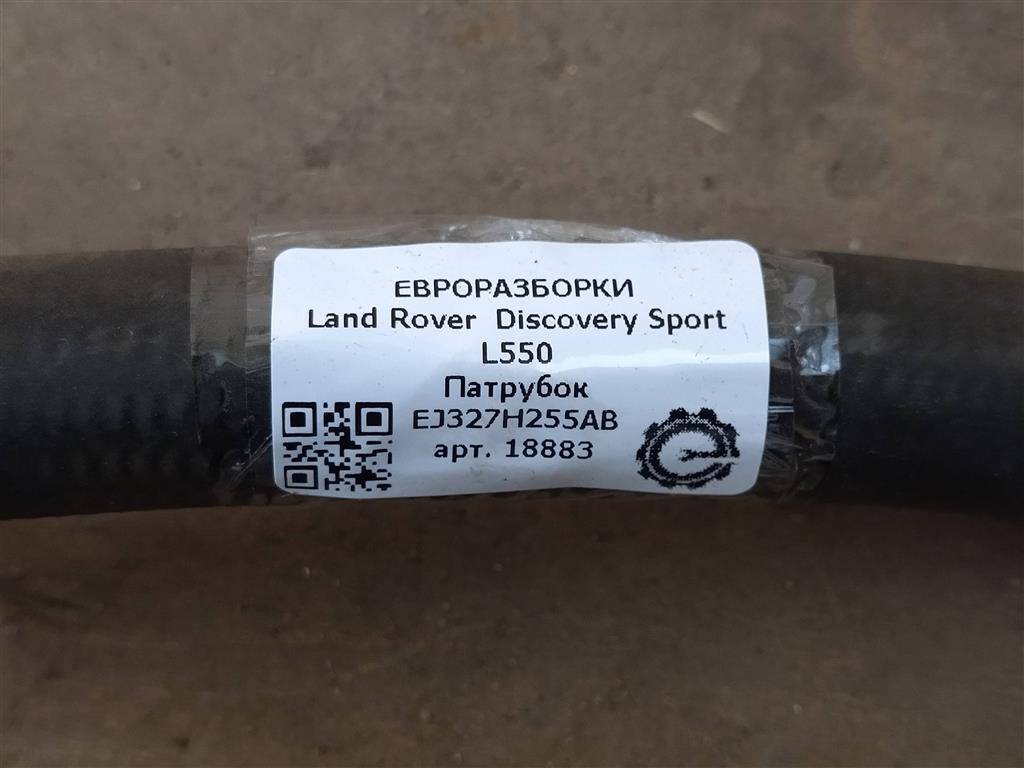 ЕВРОРАЗБОРКИ
Land Rover Discovery Sport
L550
Патрубок
EJ327H255AB
арт. 18883